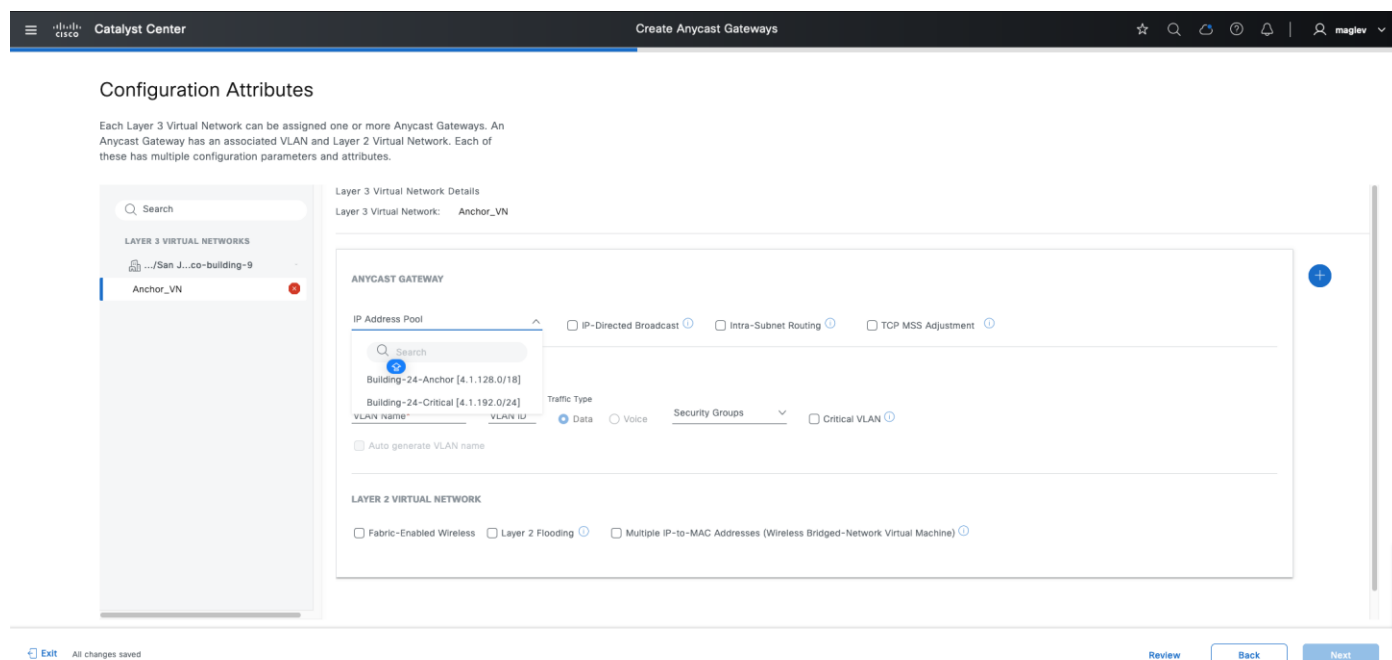 cisco Catalyst Center
Create Anycast Gateways
maglev
Configuration Attributes
Each Layer 3 Virtual Network can be assigned one or more Anycast Gateways. An
Anycast Gateway has an associated VLAN and Layer 2 Virtual Network. Each of
these has multiple configuration parameters and attributes.
Search
LAYER 3 VIRTUAL NETWORKS
.../San J...co-building-9
Anchor_VN
Layer 3 Virtual Network Details
Layer 3 Virtual Network: Anchor_VN
ANYCAST GATEWAY
IP Address Pool
IP-Directed Broadcast
Intra-Subnet Routing
TCP MSS Adjustment
Search
Building-24-Anchor [4.1.128.0/18]
Building-24-Critical [4.1.192.0/24]
VLAN Name*
VLAN ID
Traffic Type
Data
Voice
Security Groups
Critical VLAN
Auto generate VLAN name
LAYER 2 VIRTUAL NETWORK
Fabric-Enabled Wireless
Layer 2 Flooding
Multiple IP-to-MAC Addresses (Wireless Bridged-Network Virtual Machine)
Exit
All changes saved
Review
Back
Next